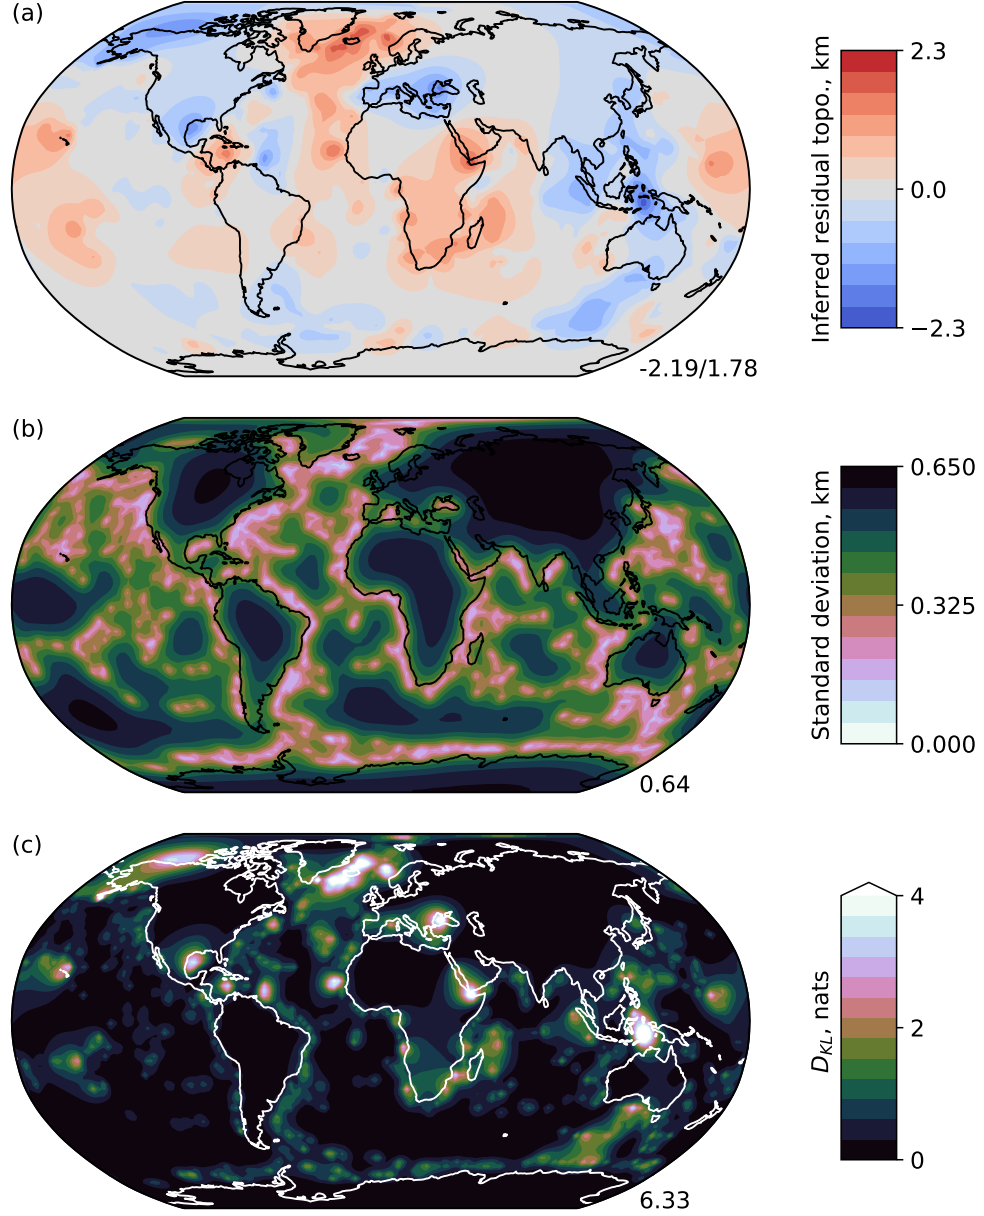 (a)
2.3
0.0
−2.3
Inferred residual topo., km
-2.19/1.78
(b)
0.650
0.325
0.000
Standard deviation, km
0.64
(c)
4
2
0
D_KL, nats
6.33